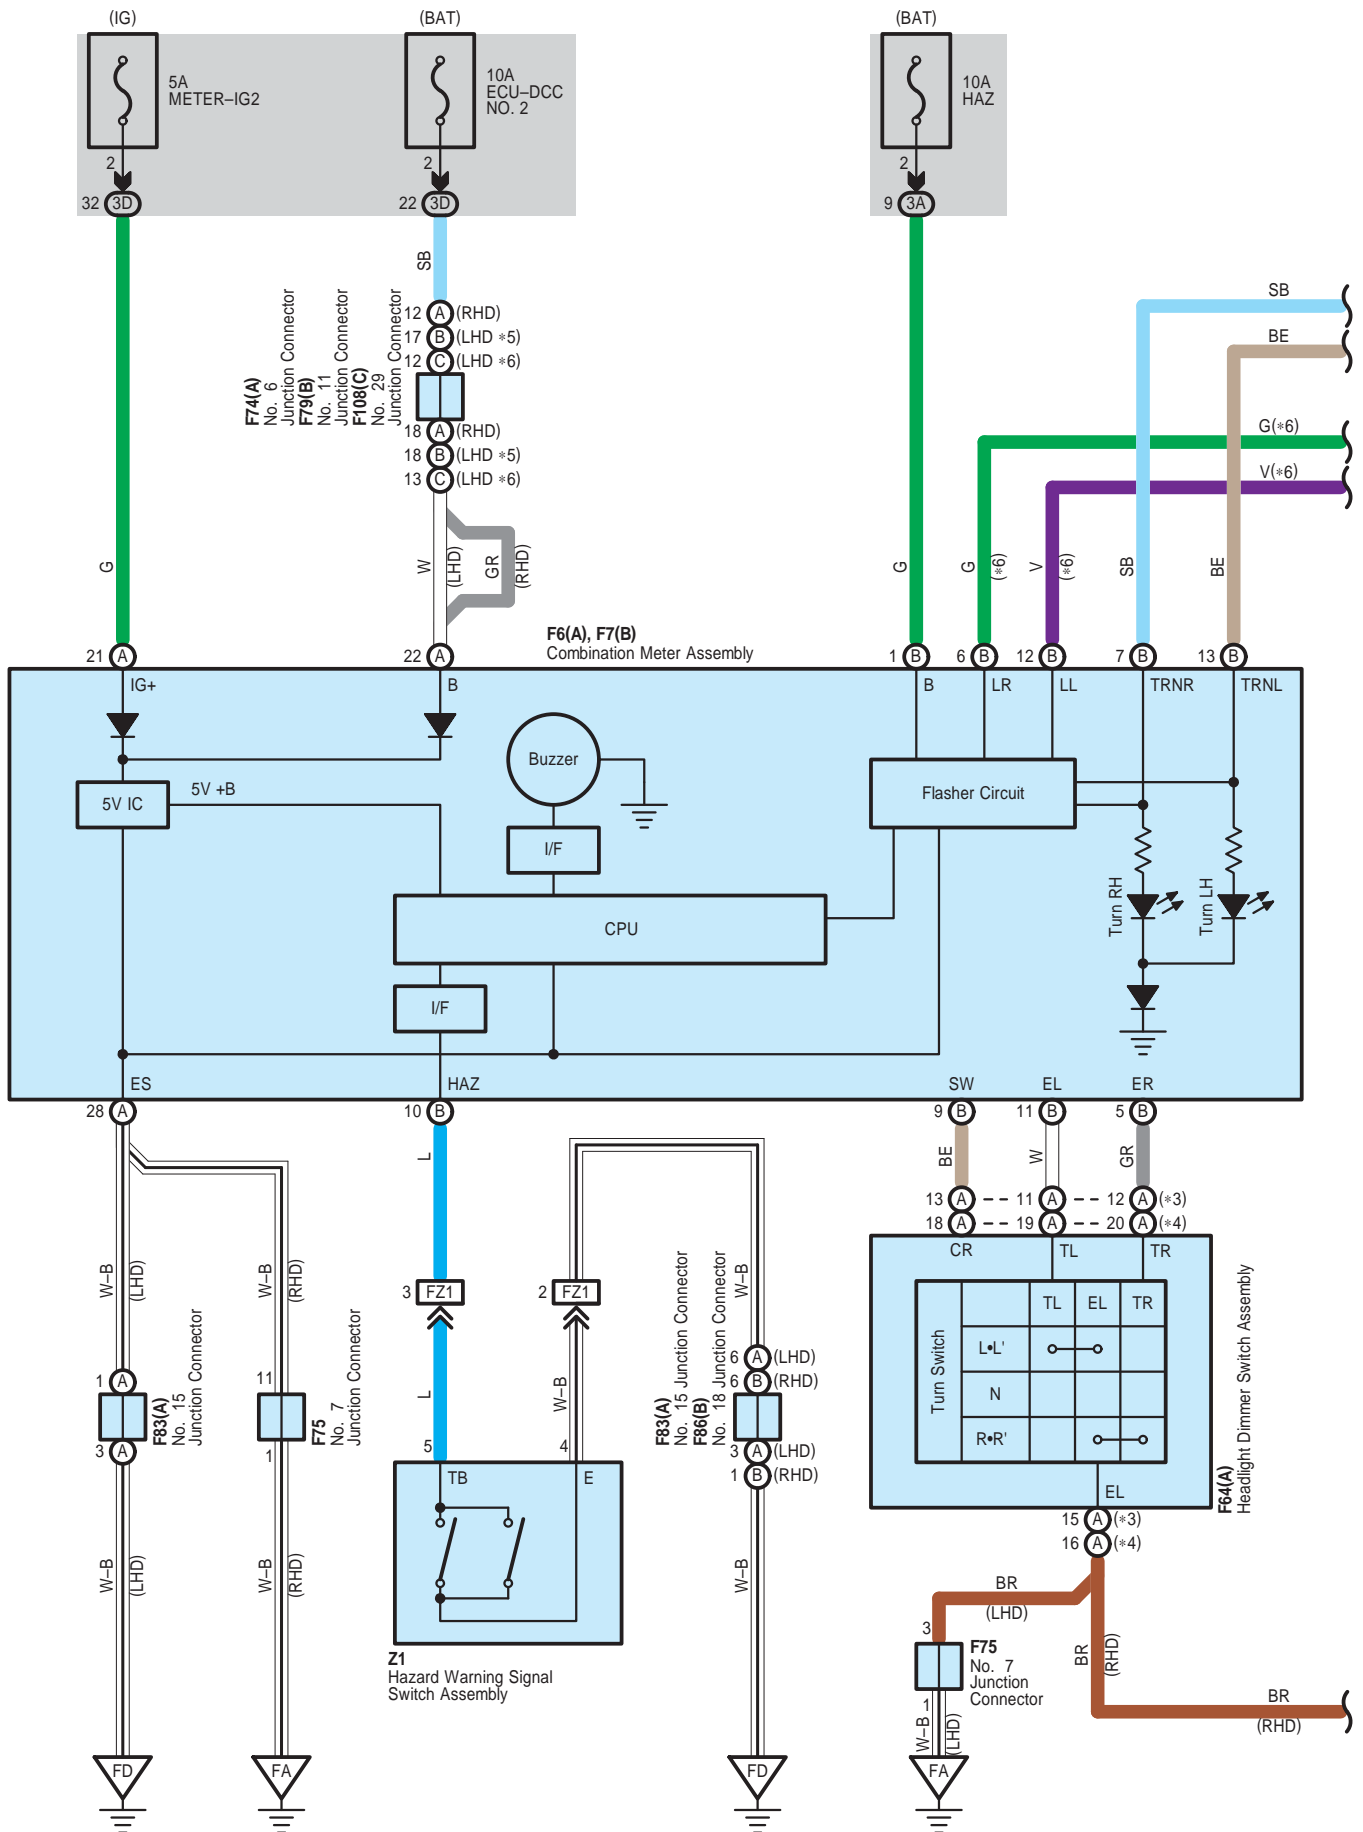 (IG)
(BAT)
(BAT)
5A
METER–IG2
10A
ECU–DCC
NO. 2
10A
HAZ
2
2
2
32 3D
22 3D
9 3A
SB
12 A (RHD)
17 B (LHD *5)
12 C (LHD *6)
F74(A)
No. 6
Junction Connector
F79(B)
No. 11
Junction Connector
F108(C)
No. 29
Junction Connector
18 A (RHD)
18 B (LHD *5)
13 C (LHD *6)
SB
BE
G(*6)
V(*6)
G
W
(LHD)
GR
(RHD)
G
G
(*6)
V
(*6)
SB
BE
F6(A), F7(B)
Combination Meter Assembly
21 A
22 A
1 B
6 B
12 B
7 B
13 B
IG+
B
B
LR
LL
TRNR
TRNL
Buzzer
5V IC
5V +B
Flasher Circuit
I/F
CPU
Turn RH
Turn LH
I/F
ES
HAZ
SW
EL
ER
28 A
10 B
9 B
11 B
5 B
L
BE
W
GR
13 A
11 A
12 A (*3)
18 A
19 A
20 A (*4)
CR
TL
TR
W–B
(LHD)
W–B
(RHD)
3 FZ1
2 FZ1
W–B
TL
EL
TR
Turn Switch
L•L'
N
R•R'
EL
F64(A)
Headlight Dimmer Switch Assembly
1 A
3 A
F83(A)
No. 15
Junction Connector
11
1
F75
No. 7
Junction Connector
L
W–B
6 A (LHD)
6 B (RHD)
F83(A)
No. 15 Junction Connector
F86(B)
No. 18 Junction Connector
3 A (LHD)
1 B (RHD)
5
4
TB
E
15 A (*3)
16 A (*4)
W–B
(LHD)
W–B
(RHD)
W–B
BR
(LHD)
BR
(RHD)
3
F75
No. 7
Junction
Connector
1
W–B
(LHD)
BR
(RHD)
Z1
Hazard Warning Signal
Switch Assembly
FD
FA
FD
FA